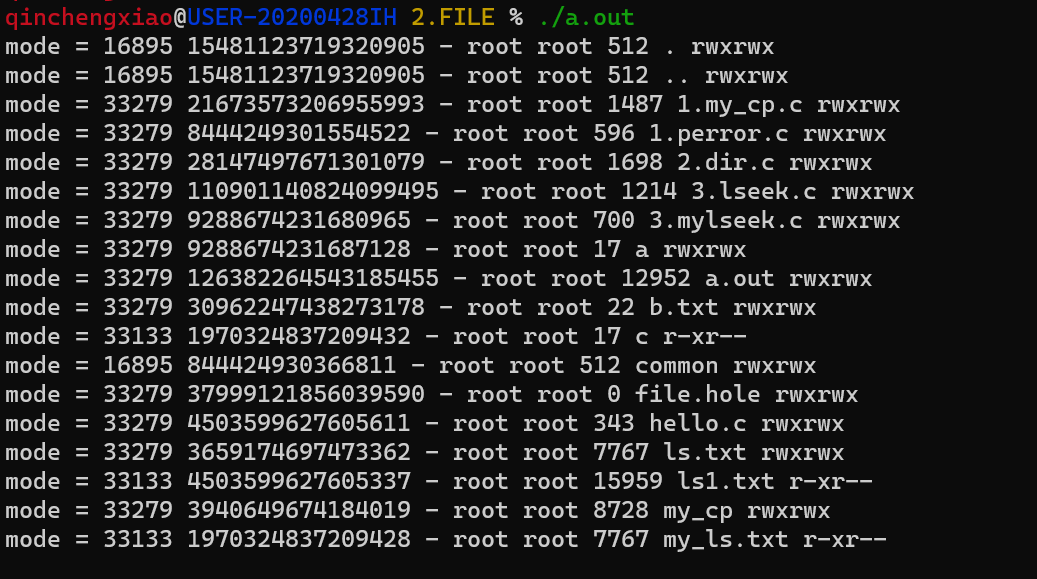 qinchengxiao@USER-20200428IH 2.FILE % ./a.out
mode = 16895 15481123719320905 - root root 512 . rwxrwx
mode = 16895 15481123719320905 - root root 512 .. rwxrwx
mode = 33279 21673573206955993 - root root 1487 1.my_cp.c rwxrwx
mode = 33279 8444249301554522 - root root 596 1.perror.c rwxrwx
mode = 33279 28147497671301079 - root root 1698 2.dir.c rwxrwx
mode = 33279 110901140824099495 - root root 1214 3.lseek.c rwxrwx
mode = 33279 9288674231680965 - root root 700 3.mylseek.c rwxrwx
mode = 33279 9288674231687128 - root root 17 a rwxrwx
mode = 33279 126382264543185455 - root root 12952 a.out rwxrwx
mode = 33279 30962247438273178 - root root 22 b.txt rwxrwx
mode = 33133 1970324837209432 - root root 17 c r-xr--
mode = 16895 844424930366811 - root root 512 common rwxrwx
mode = 33279 37999121856039590 - root root 0 file.hole rwxrwx
mode = 33279 4503599627605611 - root root 343 hello.c rwxrwx
mode = 33279 3659174697473362 - root root 7767 ls.txt rwxrwx
mode = 33133 4503599627605337 - root root 15959 ls1.txt r-xr--
mode = 33279 3940649674184019 - root root 8728 my_cp rwxrwx
mode = 33133 1970324837209428 - root root 7767 my_ls.txt r-xr--